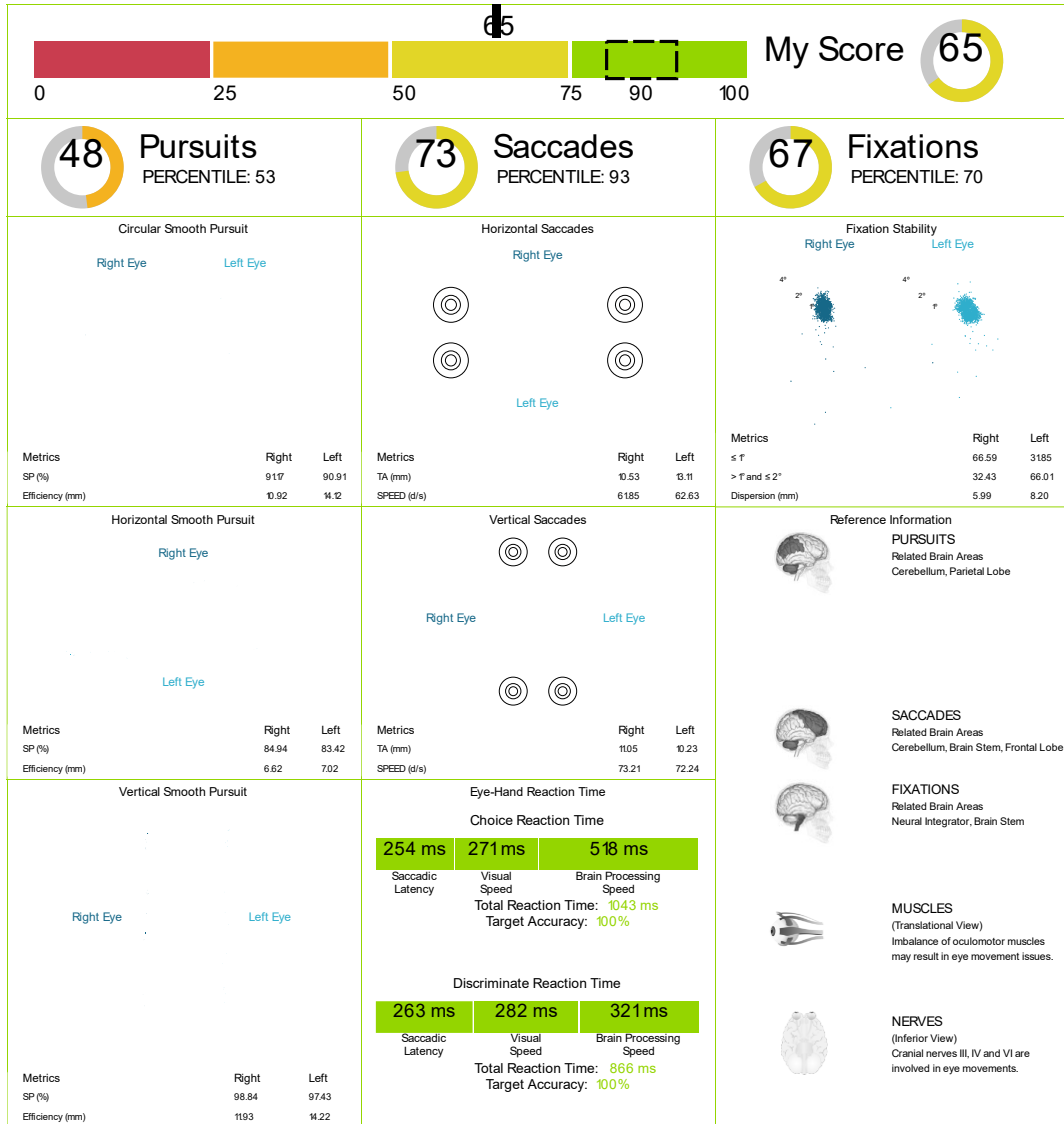 65
0 25 50 75 90 100
My Score 65
48 Pursuits
PERCENTILE: 53
73 Saccades
PERCENTILE: 93
67 Fixations
PERCENTILE: 70
Circular Smooth Pursuit
Right Eye Left Eye
Metrics Right Left
SP (%) 91.17 90.91
Efficiency (mm) 10.92 14.12
Horizontal Saccades
Right Eye
Left Eye
Metrics Right Left
TA (mm) 10.53 13.11
SPEED (d/s) 61.85 62.63
Fixation Stability
Right Eye Left Eye
4° 4°
2° 2°
1° 1°
Metrics Right Left
≤ 1° 66.59 31.85
> 1° and ≤ 2° 32.43 66.01
Dispersion (mm) 5.99 8.20
Horizontal Smooth Pursuit
Right Eye
Left Eye
Metrics Right Left
SP (%) 84.94 83.42
Efficiency (mm) 6.62 7.02
Vertical Saccades
Right Eye Left Eye
Metrics Right Left
TA (mm) 11.05 10.23
SPEED (d/s) 73.21 72.24
Reference Information
PURSUITS
Related Brain Areas
Cerebellum, Parietal Lobe
SACCADES
Related Brain Areas
Cerebellum, Brain Stem, Frontal Lobe
FIXATIONS
Related Brain Areas
Neural Integrator, Brain Stem
MUSCLES
(Translational View)
Imbalance of oculomotor muscles
may result in eye movement issues.
NERVES
(Inferior View)
Cranial nerves III, IV and VI are
involved in eye movements.
Vertical Smooth Pursuit
Right Eye Left Eye
Metrics Right Left
SP (%) 98.84 97.43
Efficiency (mm) 11.93 14.22
Eye-Hand Reaction Time
Choice Reaction Time
254 ms 271 ms 518 ms
Saccadic Visual Brain Processing
Latency Speed Speed
Total Reaction Time: 1043 ms
Target Accuracy: 100%
Discriminate Reaction Time
263 ms 282 ms 321 ms
Saccadic Visual Brain Processing
Latency Speed Speed
Total Reaction Time: 866 ms
Target Accuracy: 100%